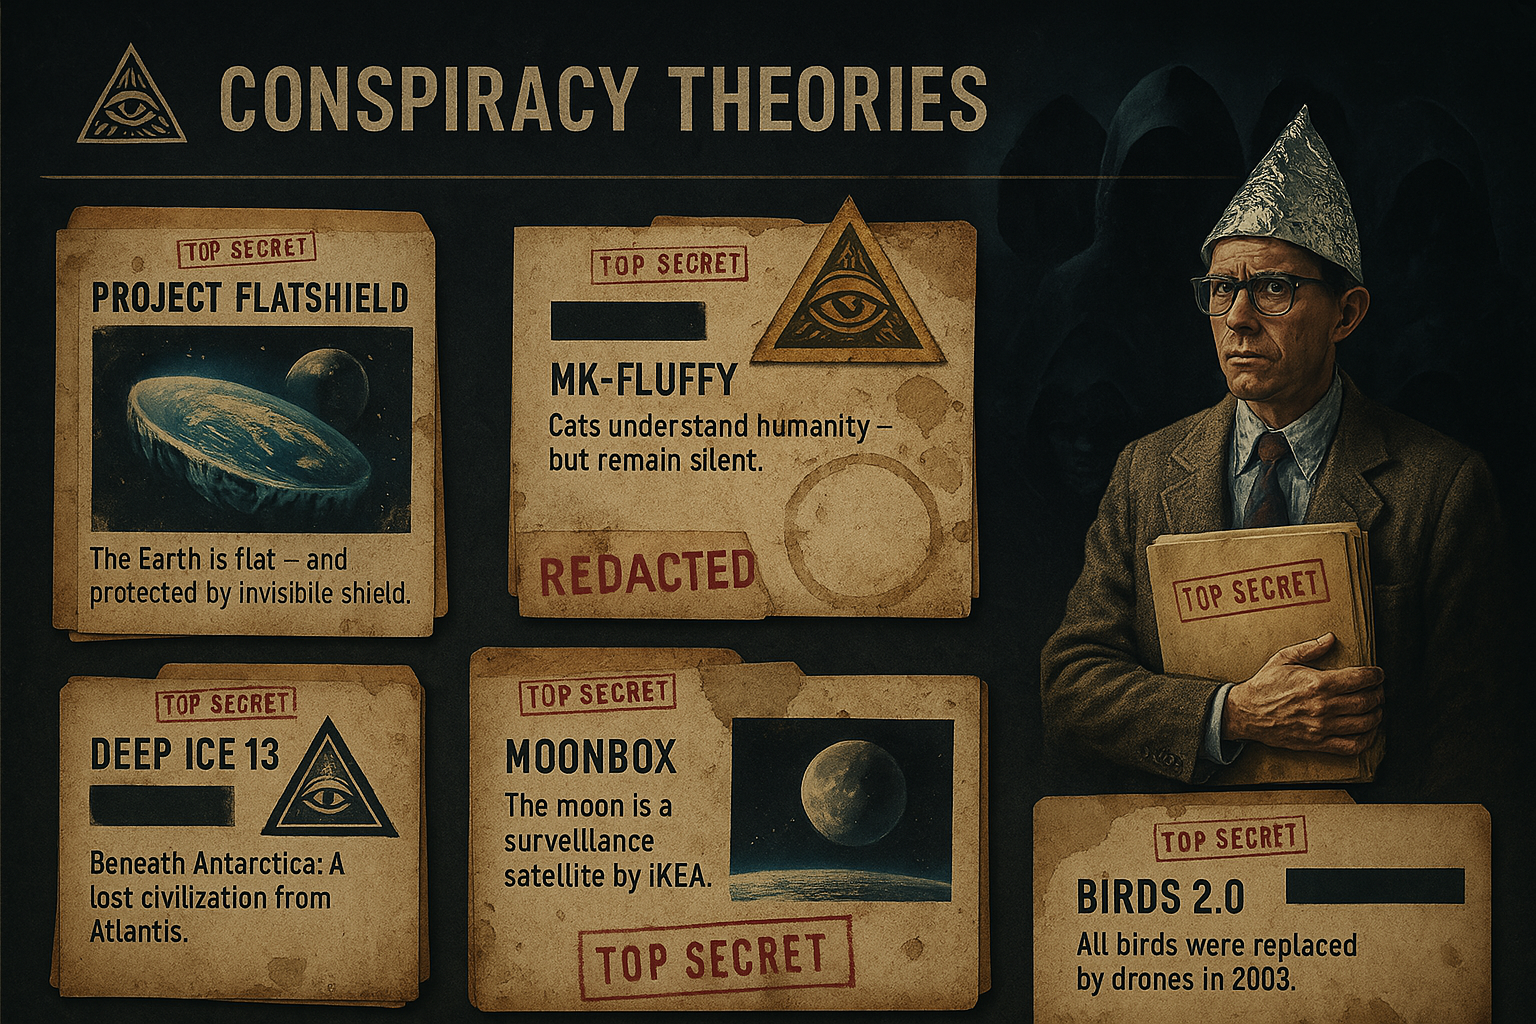 CONSPIRACY THEORIES
TOP SECRET
PROJECT FLATSHIELD
The Earth is flat – and
protected by invisibile shield.
TOP SECRET
MK-FLUFFY
Cats understand humanity –
but remain silent.
REDACTED
TOP SECRET
TOP SECRET
DEEP ICE 13
Beneath Antarctica: A
lost civilization from
Atlantis.
TOP SECRET
MOONBOX
The moon is a
survelllance
satellite by iKEA.
TOP SECRET
TOP SECRET
BIRDS 2.0
All birds were replaced
by drones in 2003.